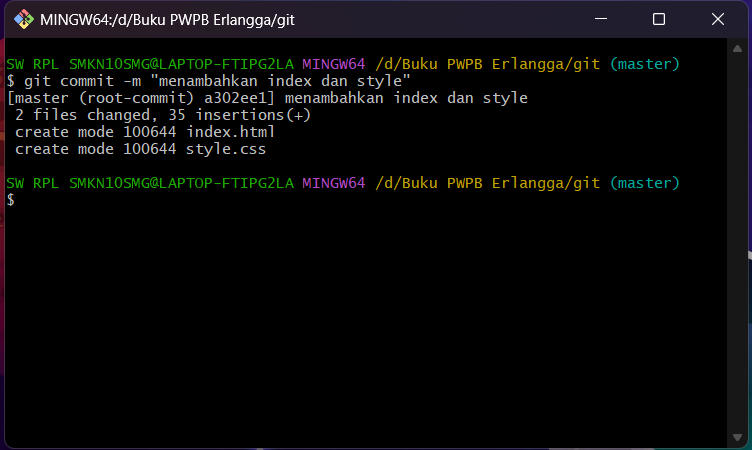 MINGW64:/d/Buku PWPB Erlangga/git
SW RPL SMKN10SMG@LAPTOP-FTIPG2LA MINGW64 /d/Buku PWPB Erlangga/git (master)
$ git commit -m "menambahkan index dan style"
[master (root-commit) a302ee1] menambahkan index dan style
 2 files changed, 35 insertions(+)
 create mode 100644 index.html
 create mode 100644 style.css
SW RPL SMKN10SMG@LAPTOP-FTIPG2LA MINGW64 /d/Buku PWPB Erlangga/git (master)
$